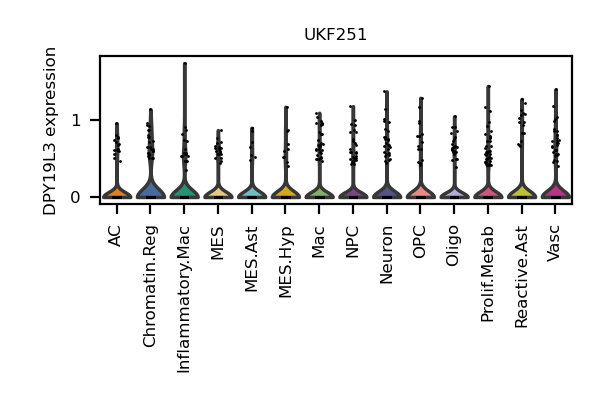 UKF251
DPY19L3 expression
1
0
AC
Chromatin.Reg
Inflammatory.Mac
MES
MES.Ast
MES.Hyp
Mac
NPC
Neuron
OPC
Oligo
Prolif.Metab
Reactive.Ast
Vasc